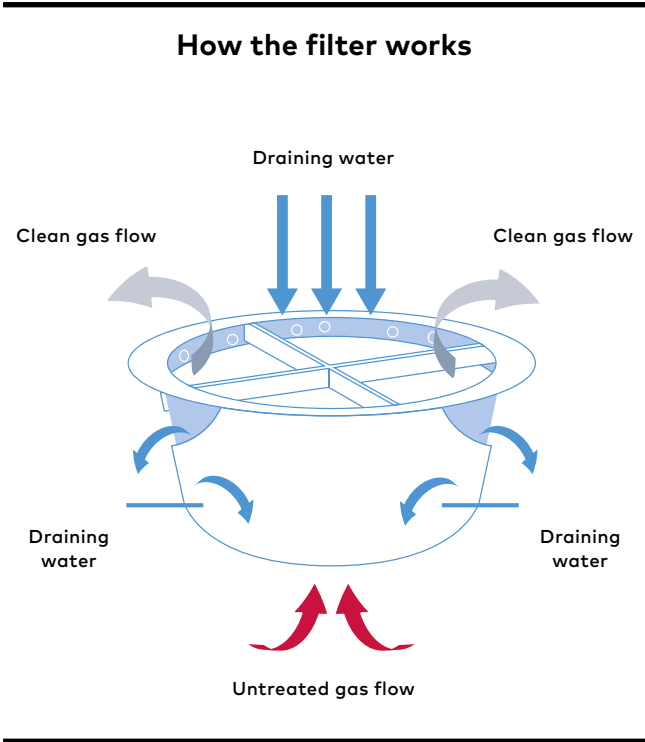 How the filter works
Draining water
Clean gas flow
Clean gas flow
Draining
water
Draining
water
Untreated gas flow